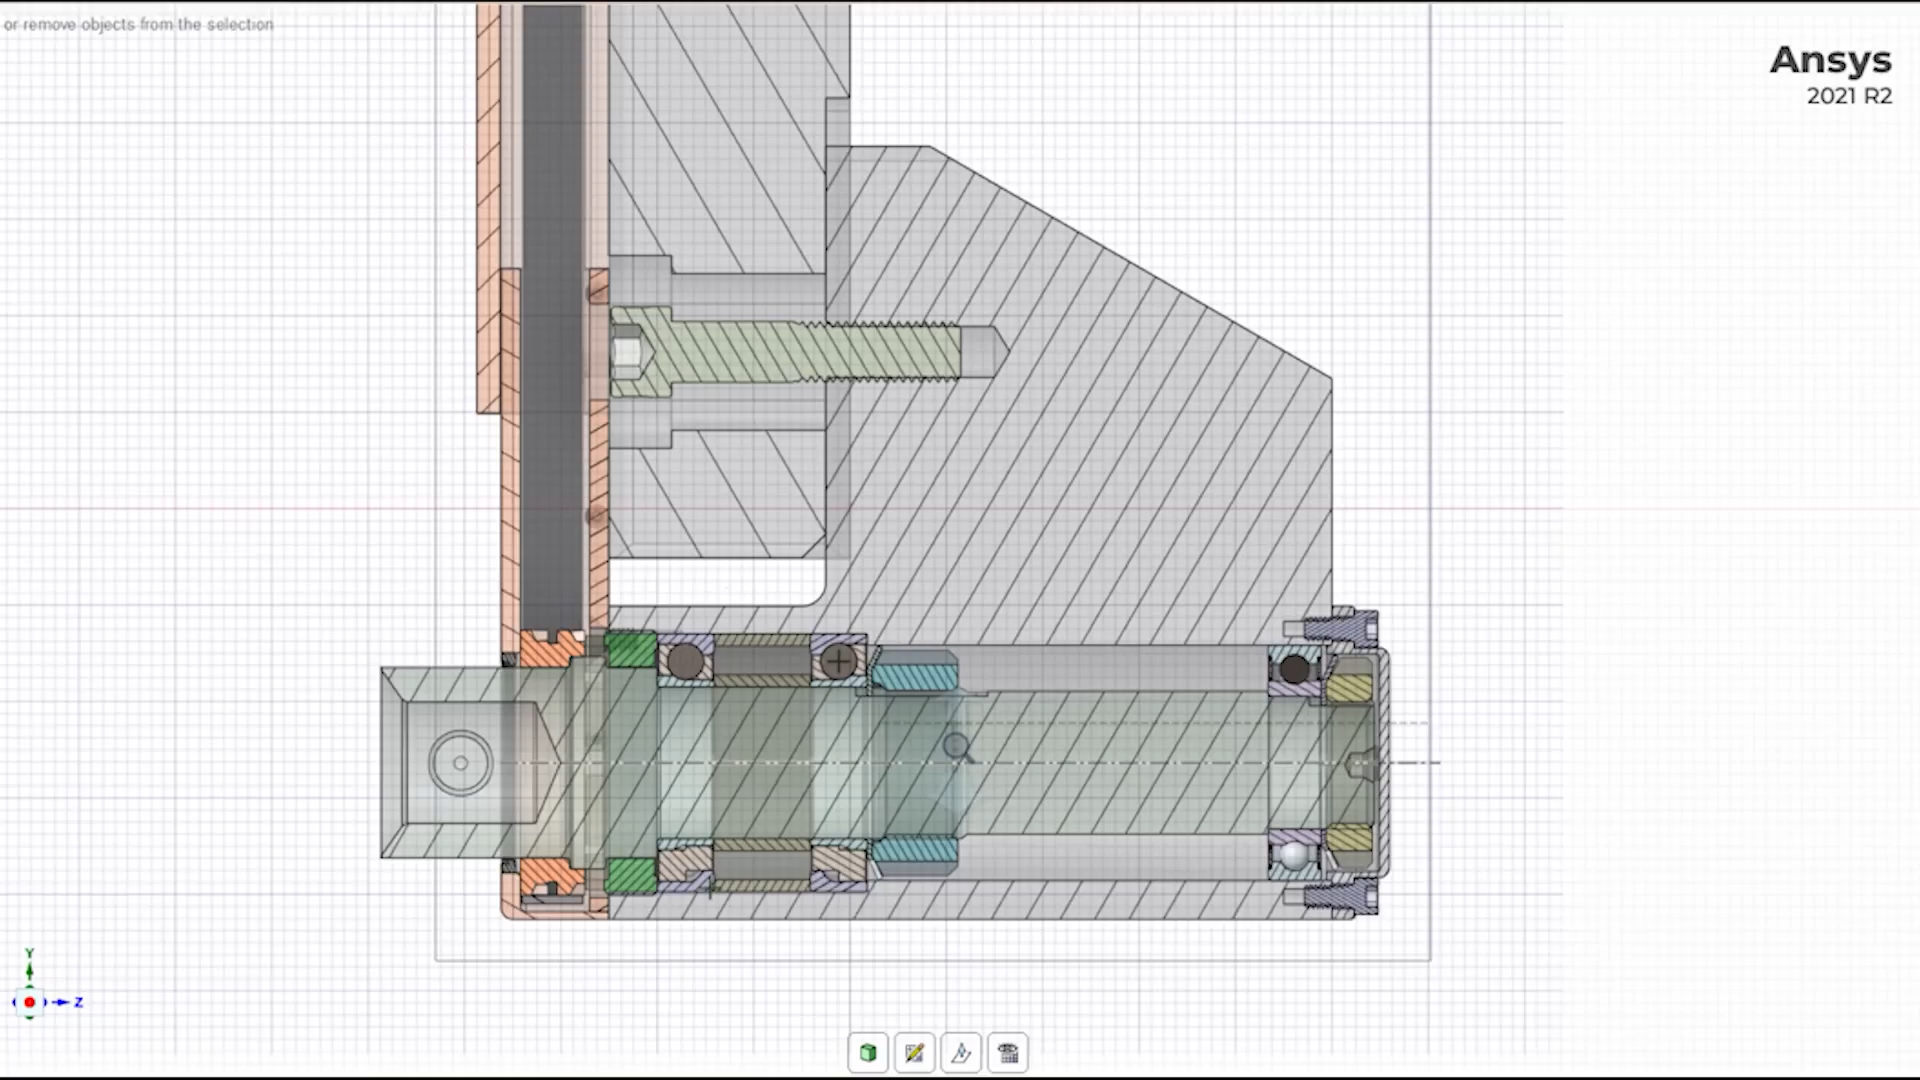 or remove objects from the selection
Ansys
2021 R2
Y
Z